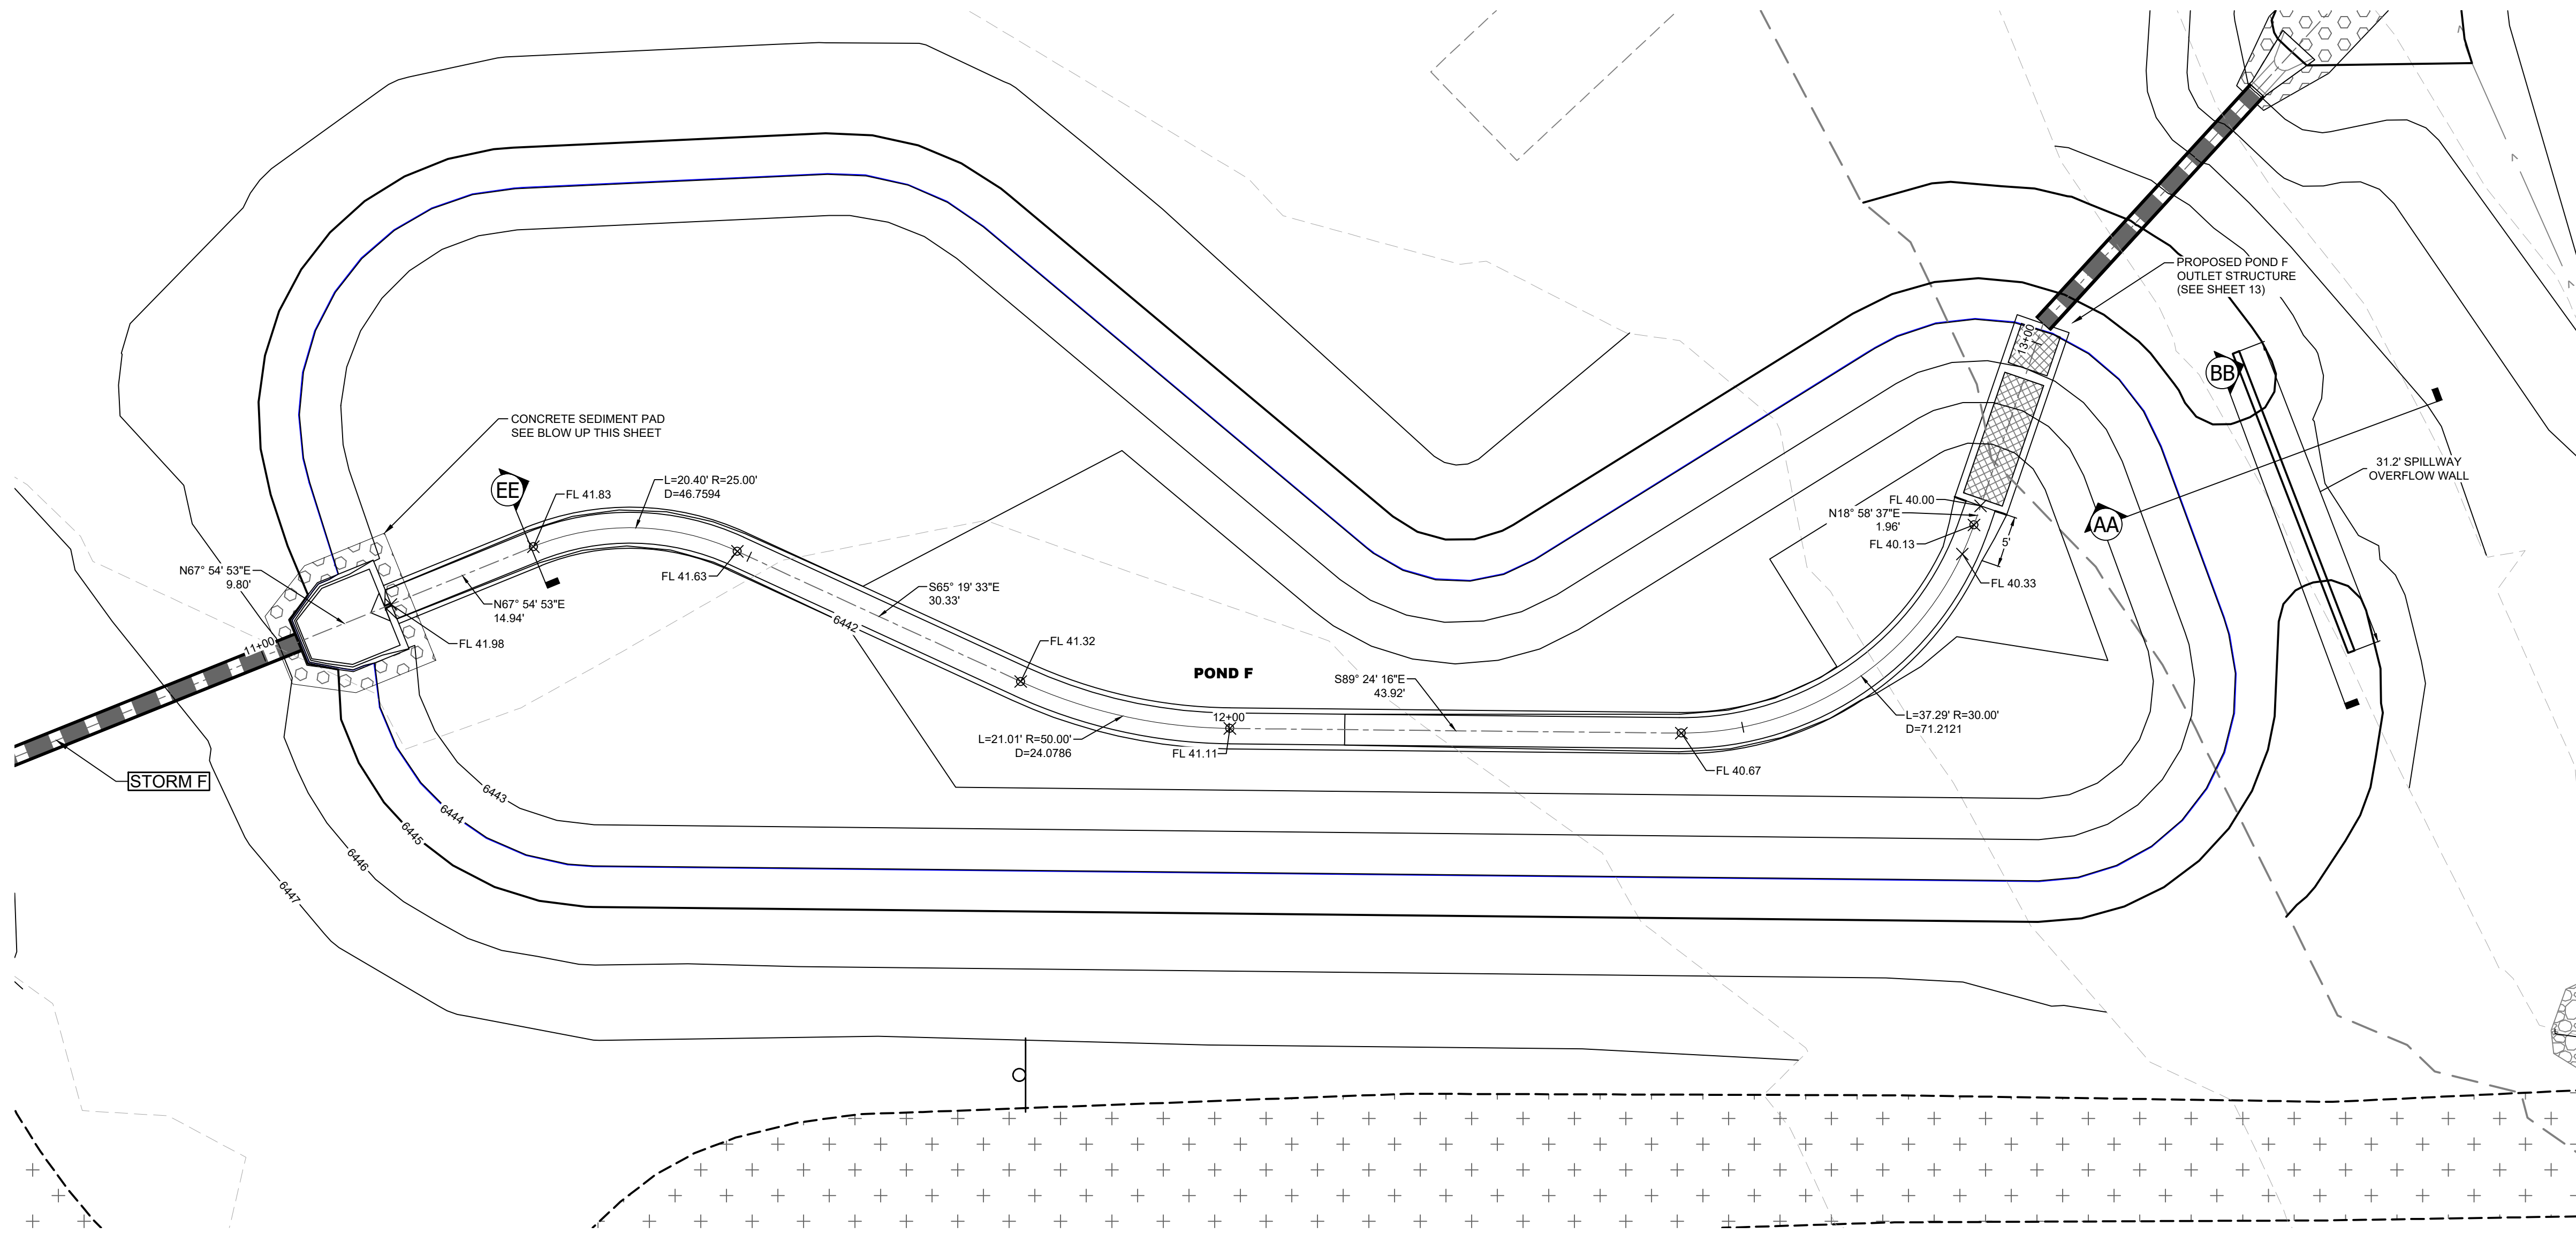 PROPOSED POND F
OUTLET STRUCTURE
(SEE SHEET 13)
13+00
BB
CONCRETE SEDIMENT PAD
SEE BLOW UP THIS SHEET
31.2' SPILLWAY
OVERFLOW WALL
EE
FL 41.83
L=20.40' R=25.00'
D=46.7594
FL 40.00
N18° 58' 37"E
1.96'
FL 40.13
5'
AA
N67° 54' 53"E
9.80'
FL 41.63
FL 40.33
S65° 19' 33"E
30.33'
N67° 54' 53"E
14.94'
6442
11+00
FL 41.98
FL 41.32
POND F
S89° 24' 16"E
43.92'
12+00
L=21.01' R=50.00'
D=24.0786
FL 41.11
L=37.29' R=30.00'
D=71.2121
FL 40.67
STORM F
6443
6444
6445
6446
6447